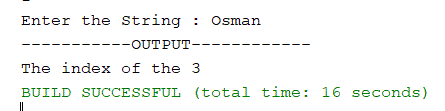 Enter the String : Osman
-----------OUTPUT------------
The index of the 3
BUILD SUCCESSFUL (total time: 16 seconds)